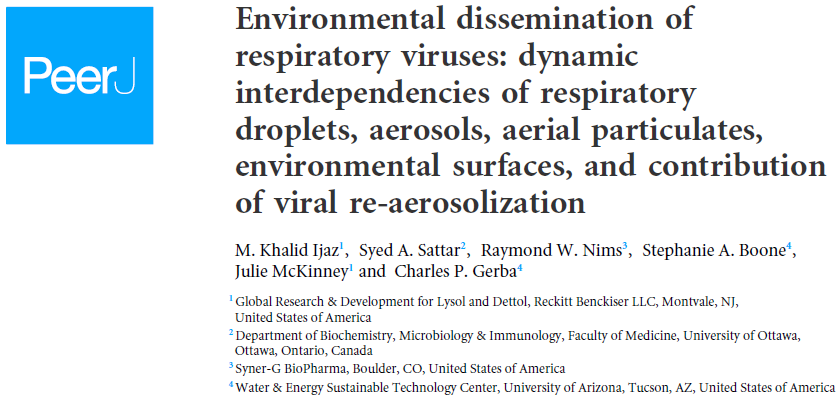 PeerJ
Environmental dissemination of
respiratory viruses: dynamic
interdependencies of respiratory
droplets, aerosols, aerial particulates,
environmental surfaces, and contribution
of viral re-aerosolization
M. Khalid Ijaz1, Syed A. Sattar2, Raymond W. Nims3, Stephanie A. Boone4,
Julie McKinney1 and Charles P. Gerba4
1 Global Research & Development for Lysol and Dettol, Reckitt Benckiser LLC, Montvale, NJ,
United States of America
2 Department of Biochemistry, Microbiology & Immunology, Faculty of Medicine, University of Ottawa,
Ottawa, Ontario, Canada
3 Syner-G BioPharma, Boulder, CO, United States of America
4 Water & Energy Sustainable Technology Center, University of Arizona, Tucson, AZ, United States of America